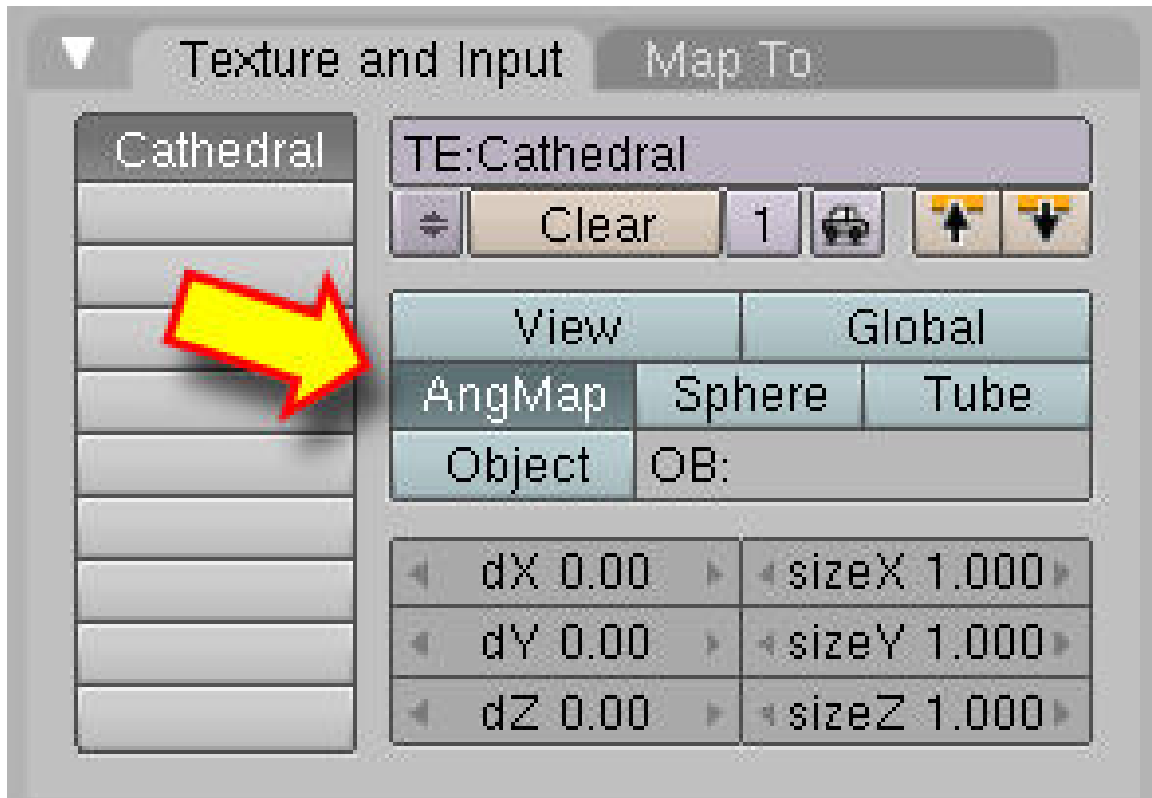 Texture and Input Map To
Cathedral TE:Cathedral
Clear 1
View Global
AngMap Sphere Tube
Object OB:
dX 0.00 sizeX 1.000
dY 0.00 sizeY 1.000
dZ 0.00 sizeZ 1.000